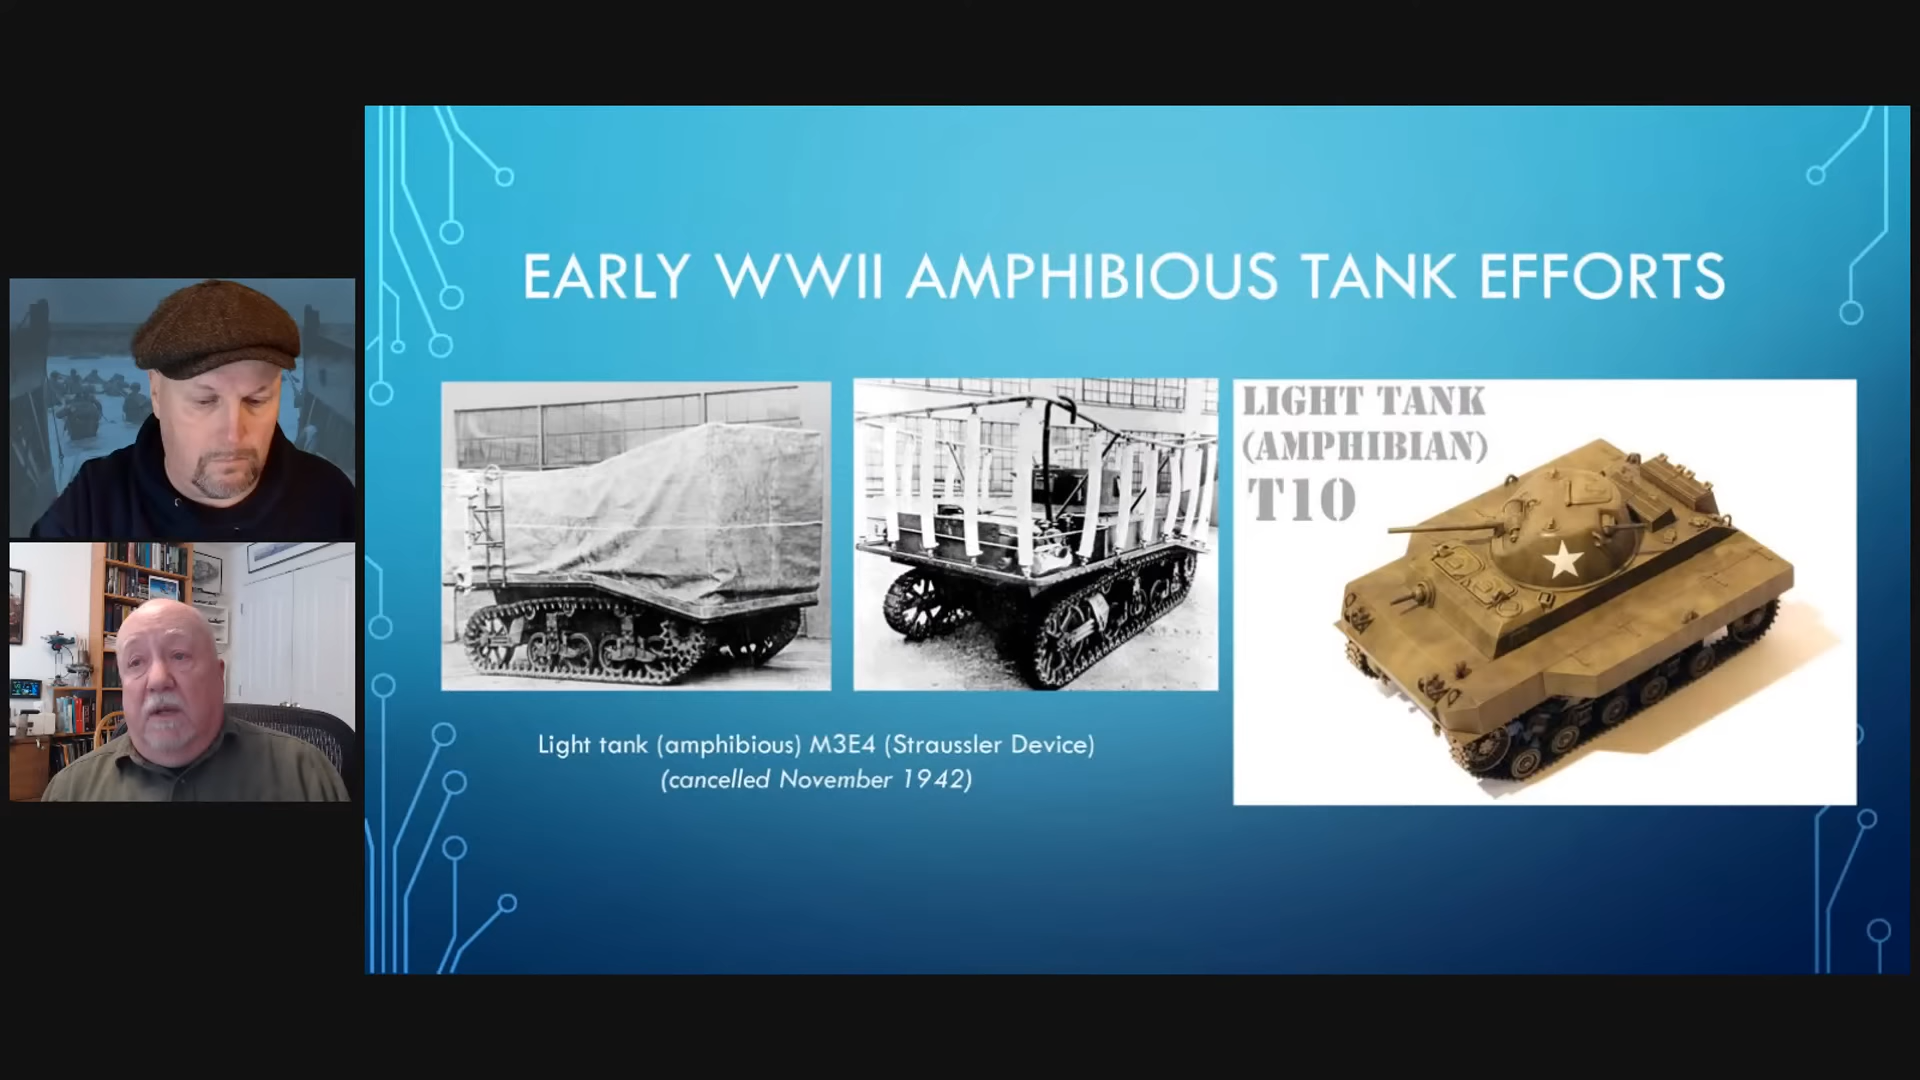 EARLY WWII AMPHIBIOUS TANK EFFORTS
LIGHT TANK
(AMPHIBIAN)
T10
Light tank (amphibious) M3E4 (Straussler Device)
(cancelled November 1942)